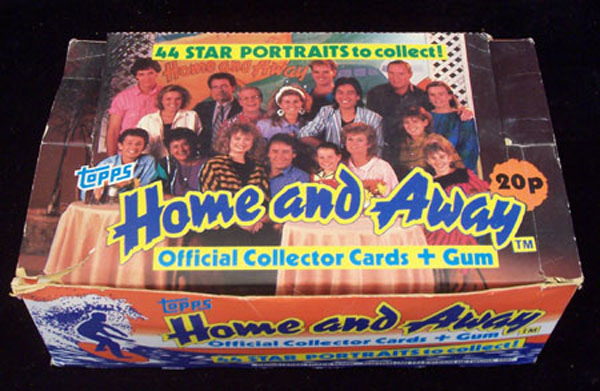 44 STAR PORTRAITS to collect!
Home and Away
TOPPS
20p
Home and Away TM
Official Collector Cards + Gum
TOPPS
Home and Away TM
Official Collector Cards + Gum
44 STAR PORTRAITS to collect!